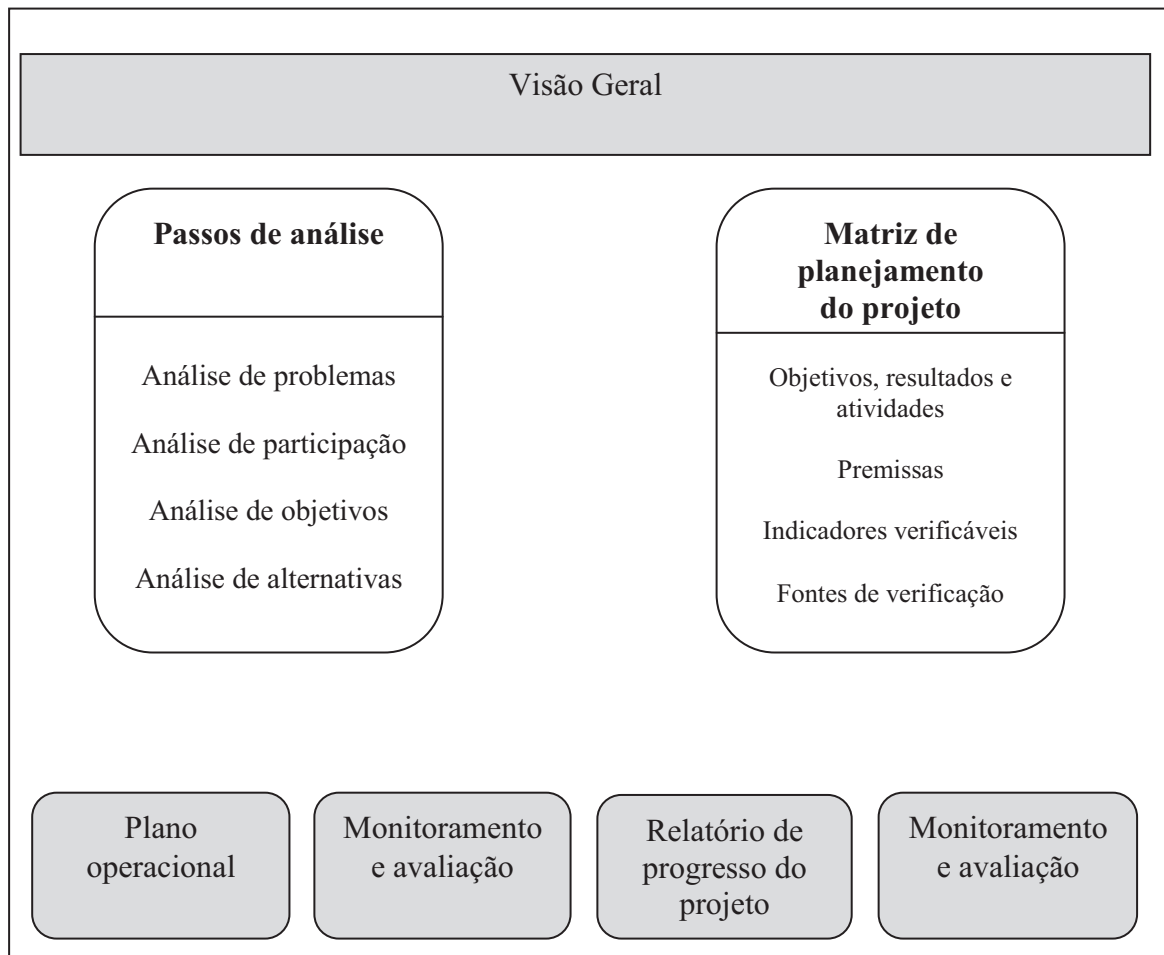 Visão Geral
Passos de análise
Análise de problemas
Análise de participação
Análise de objetivos
Análise de alternativas
Matriz de
planejamento
do projeto
Objetivos, resultados e
atividades
Premissas
Indicadores verificáveis
Fontes de verificação
Plano
operacional
Monitoramento
e avaliação
Relatório de
progresso do
projeto
Monitoramento
e avaliação